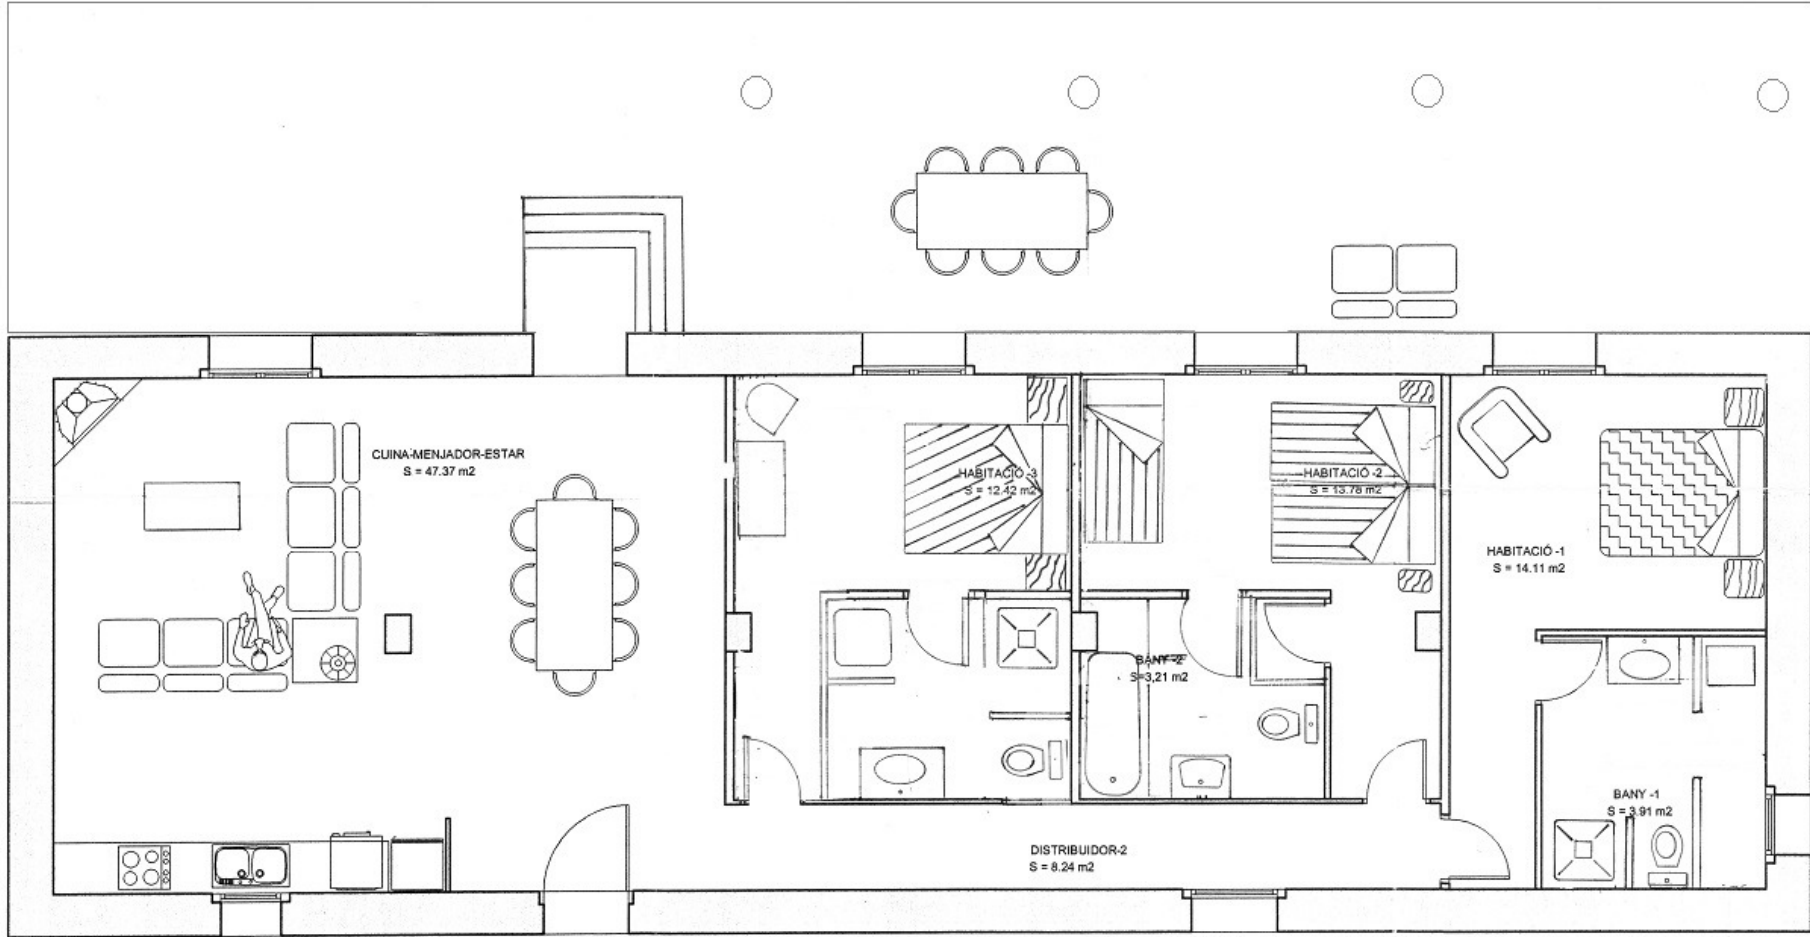 CUINA-MENJADOR-ESTAR
S = 47.37 m2
HABITACIÓ -3
S = 12.42 m2
HABITACIÓ -2
S = 13.78 m2
HABITACIÓ -1
S = 14.11 m2
BANY -2
S=3,21 m2
BANY -1
S = 3.91 m2
DISTRIBUIDOR-2
S = 8.24 m2